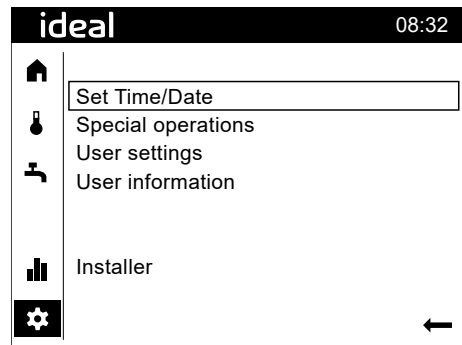 ideal 08:32
Set Time/Date
Special operations
User settings
User information
Installer